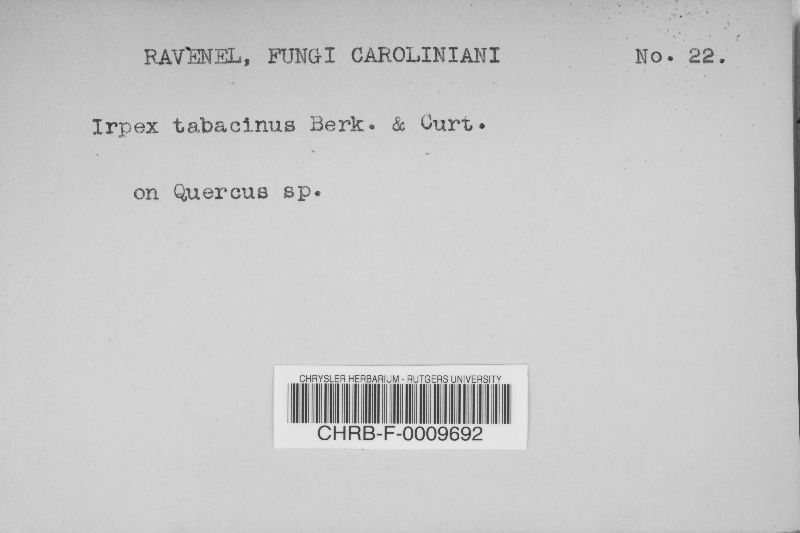 RAVENEL, FUNGI CAROLINIANI No. 22.
Irpex tabacinus Berk. & Curt.
on Quercus sp.
CHRYSLER HERBARIUM - RUTGERS UNIVERSITY
CHRB-F-0009692